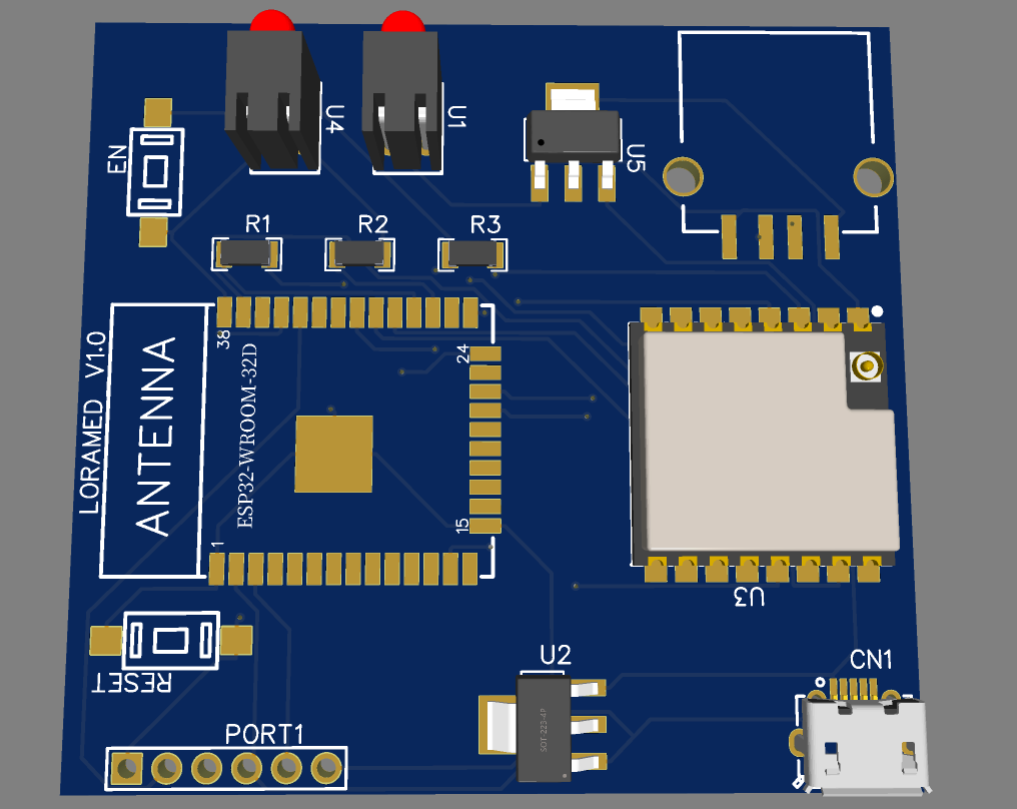 U4
U1
U5
EN
R1
R2
R3
38
24
LORAMED V1.0
ANTENNA
ESP32-WROOM-32D
15
1
U3
RESET
U2
SOT-223-4P
CN1
PORT1